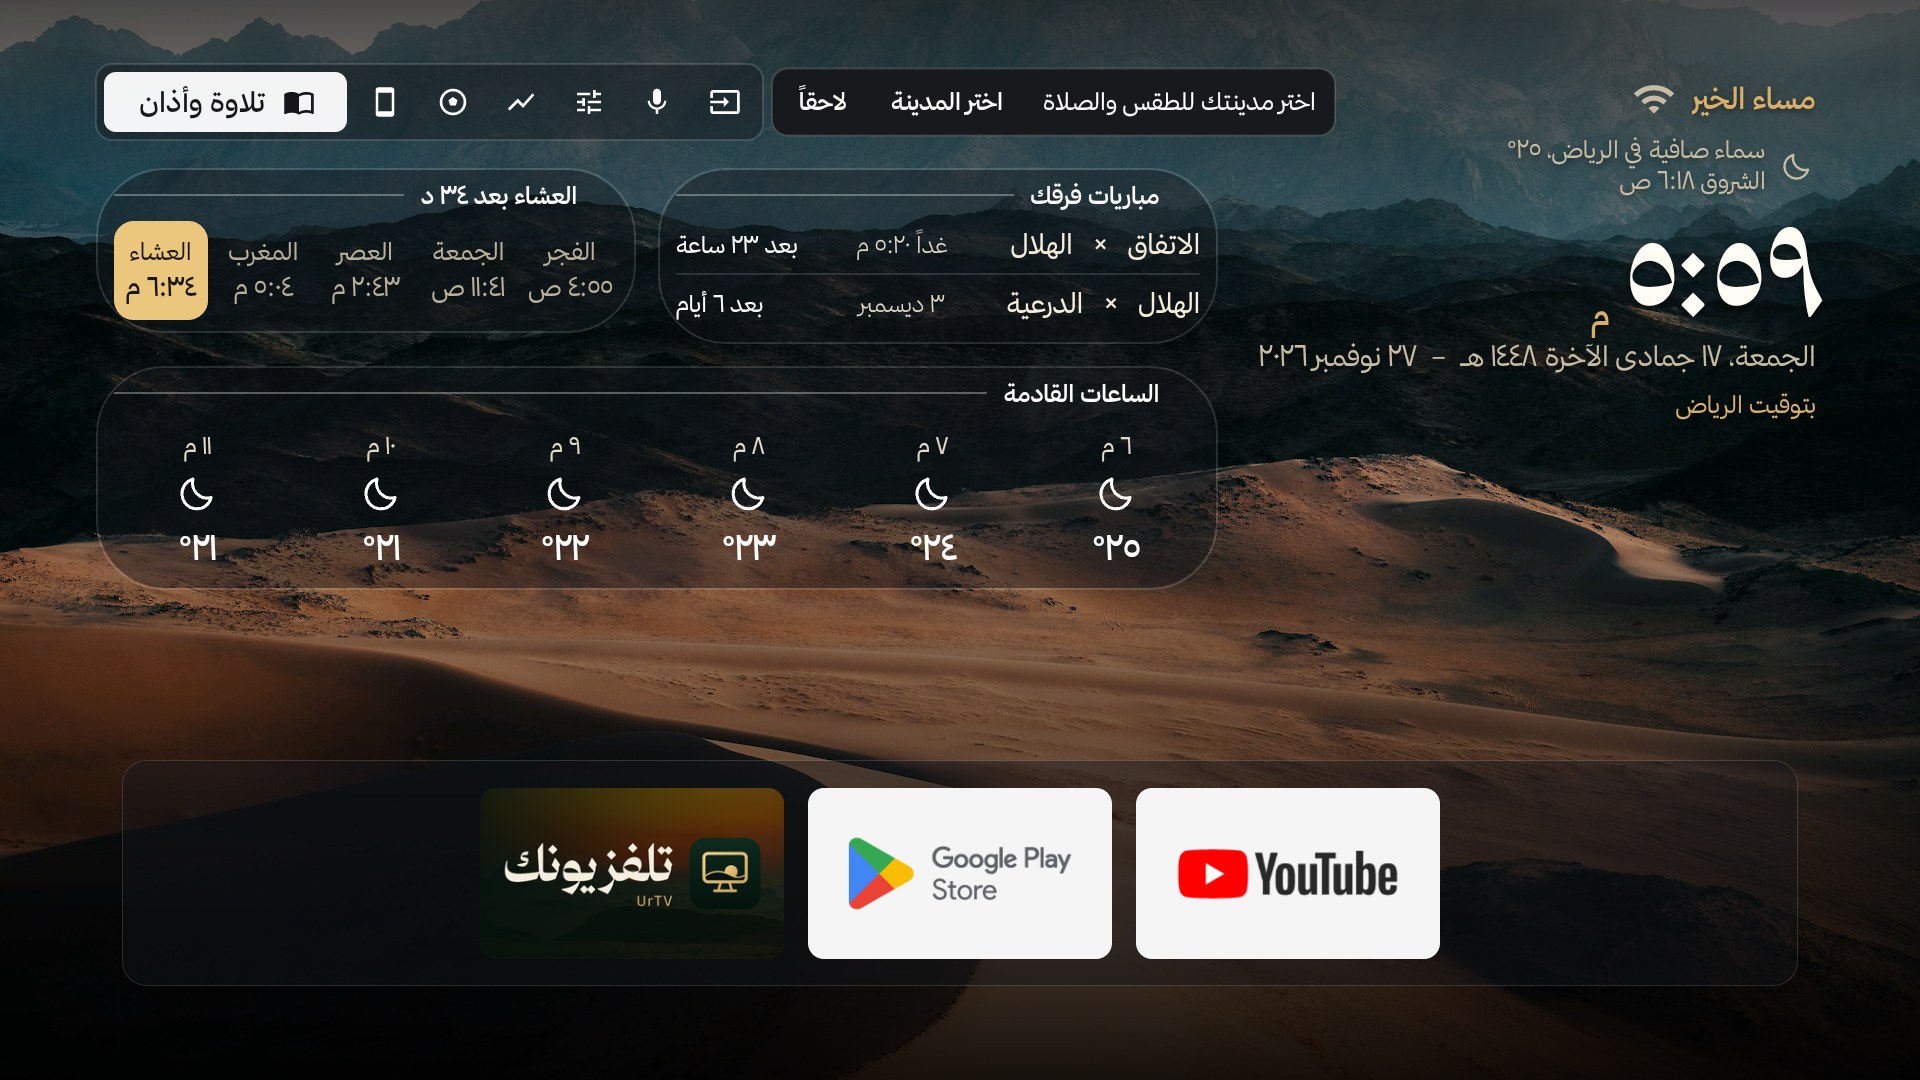 مساء الخير
سماء صافية في الرياض، ٢٥°
الشروق ٦:١٨ ص
٥:٥٩ م
الجمعة، ١٧ جمادى الآخرة ١٤٤٨ هـ – ٢٧ نوفمبر ٢٠٢٦
بتوقيت الرياض
اختر مدينتك للطقس والصلاة اختر المدينة لاحقاً
تلاوة وأذان
مباريات فرقك
الاتفاق × الهلال غداً ٥:٢٠ م بعد ٢٣ ساعة
الهلال × الدرعية ٣ ديسمبر بعد ٦ أيام
العشاء بعد ٣٤ د
الفجر الجمعة العصر المغرب العشاء
٤:٥٥ ص ١١:٤١ ص ٢:٤٣ م ٥:٠٤ م ٦:٣٤ م
الساعات القادمة
٦ م ٧ م ٨ م ٩ م ١٠ م ١١ م
٢٥° ٢٤° ٢٣° ٢٢° ٢١° ٢١°
YouTube
Google Play
Store
تلفزيونك
UrTV